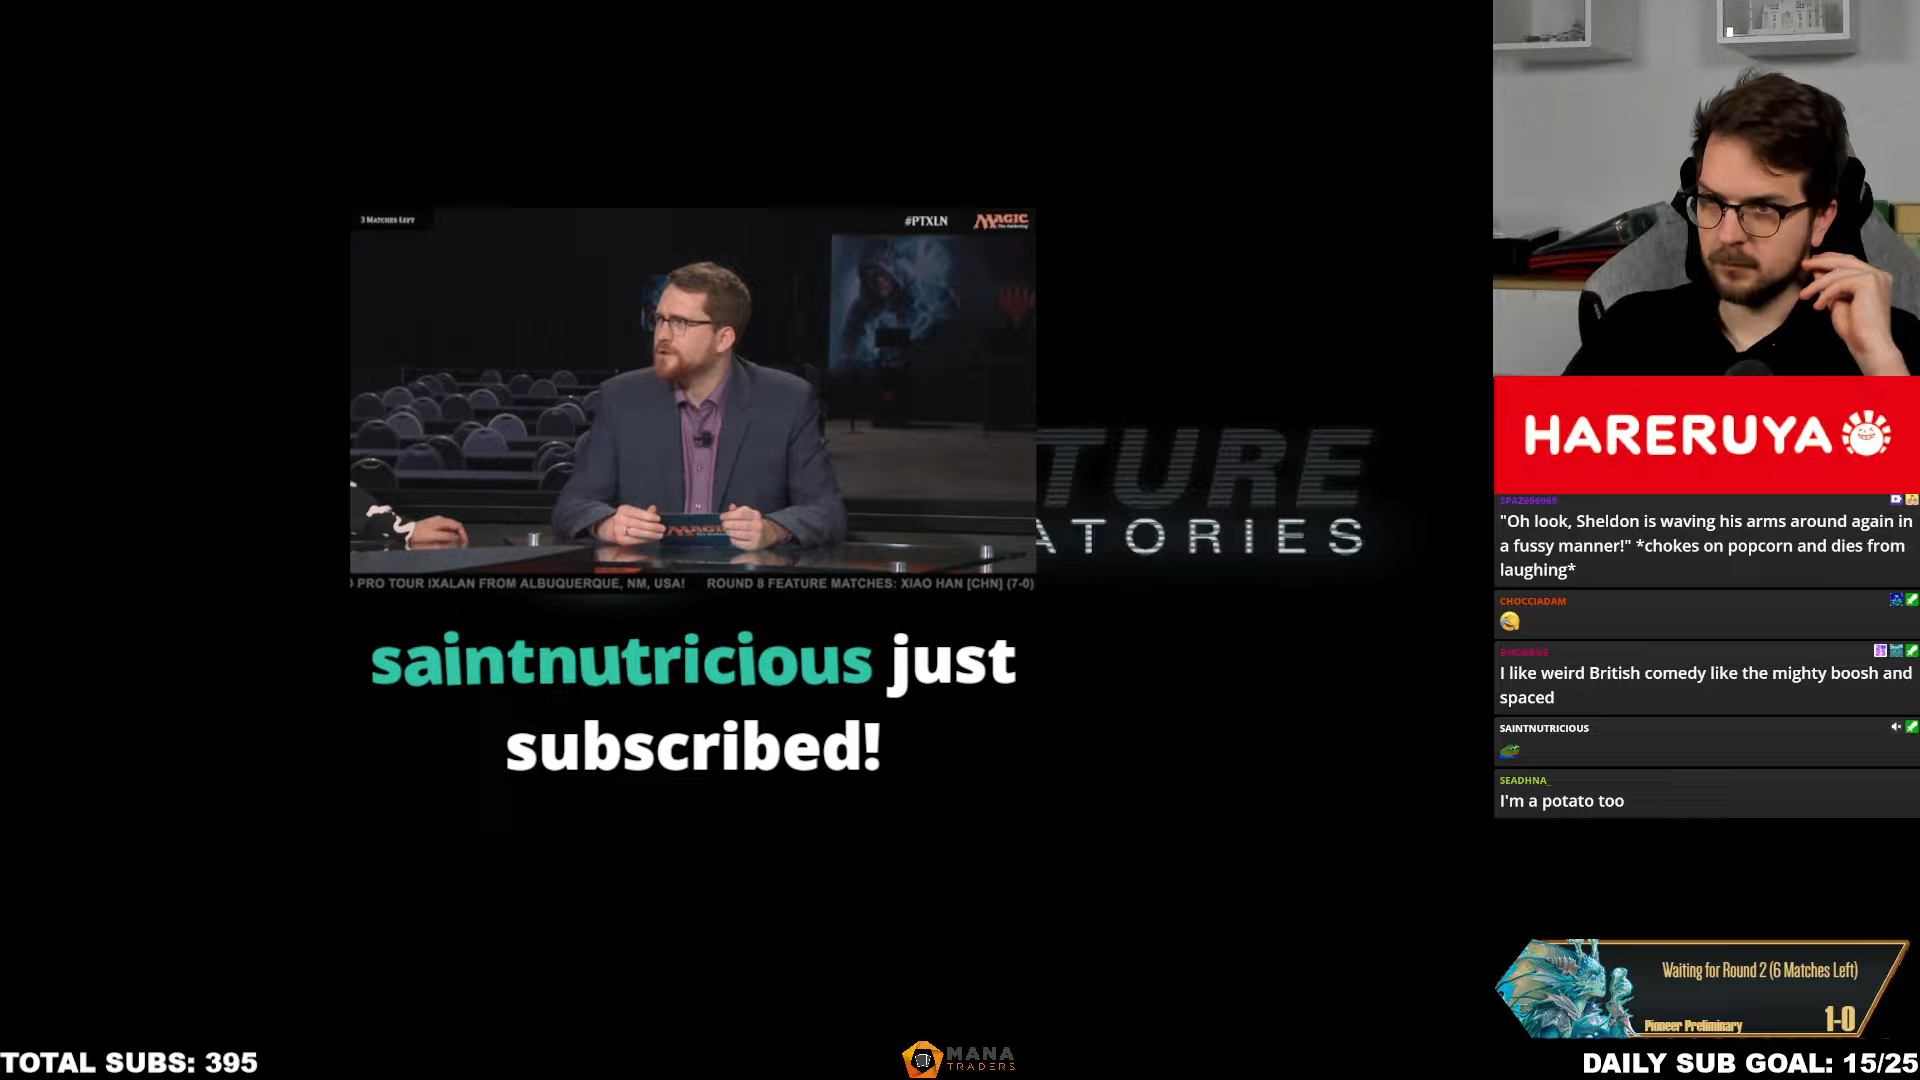 3 MATCHES LEFT
#PTXLN
MAGIC
The Gathering
MAGIC
TURE
ATORIES
PRO TOUR IXALAN FROM ALBUQUERQUE, NM, USA! ROUND 8 FEATURE MATCHES: XIAO HAN [CHN] (7-0)
saintnutricious just
subscribed!
HARERUYA
SPAZ696969
"Oh look, Sheldon is waving his arms around again in
a fussy manner!" *chokes on popcorn and dies from
laughing*
CHOCCIADAM
I like weird British comedy like the mighty boosh and
spaced
SAINTNUTRICIOUS
SEADHNA_
I'm a potato too
Waiting for Round 2 (6 Matches Left)
Pioneer Preliminary
1-0
TOTAL SUBS: 395
MANA
TRADERS
DAILY SUB GOAL: 15/25